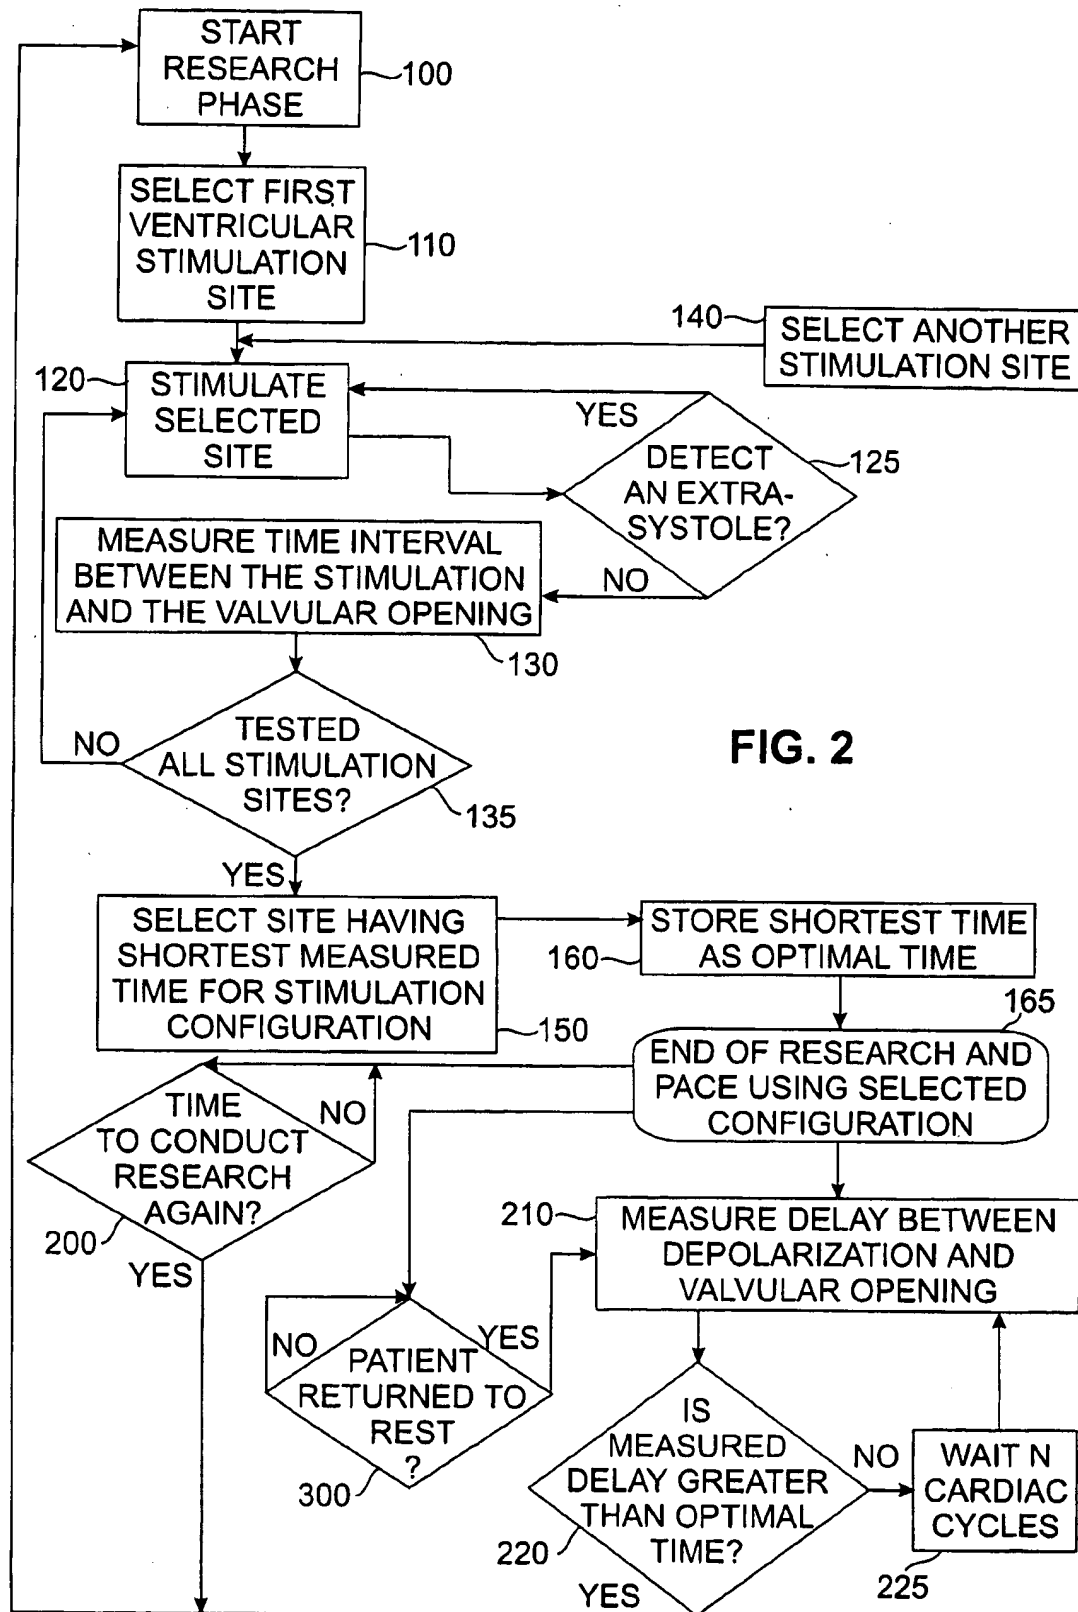 START
RESEARCH
PHASE
100
SELECT FIRST
VENTRICULAR
STIMULATION
SITE
110
140
SELECT ANOTHER
STIMULATION SITE
120
STIMULATE
SELECTED
SITE
YES
DETECT
AN EXTRA-
SYSTOLE?
125
NO
MEASURE TIME INTERVAL
BETWEEN THE STIMULATION
AND THE VALVULAR OPENING
130
NO
TESTED
ALL STIMULATION
SITES?
135
YES
FIG. 2
SELECT SITE HAVING
SHORTEST MEASURED
TIME FOR STIMULATION
CONFIGURATION
150
STORE SHORTEST TIME
AS OPTIMAL TIME
160
165
END OF RESEARCH AND
PACE USING SELECTED
CONFIGURATION
TIME
TO CONDUCT
RESEARCH
AGAIN?
NO
200
YES
210
MEASURE DELAY BETWEEN
DEPOLARIZATION AND
VALVULAR OPENING
NO
YES
PATIENT
RETURNED TO
REST
?
300
IS
MEASURED
DELAY GREATER
THAN OPTIMAL
TIME?
220
YES
NO
WAIT N
CARDIAC
CYCLES
225